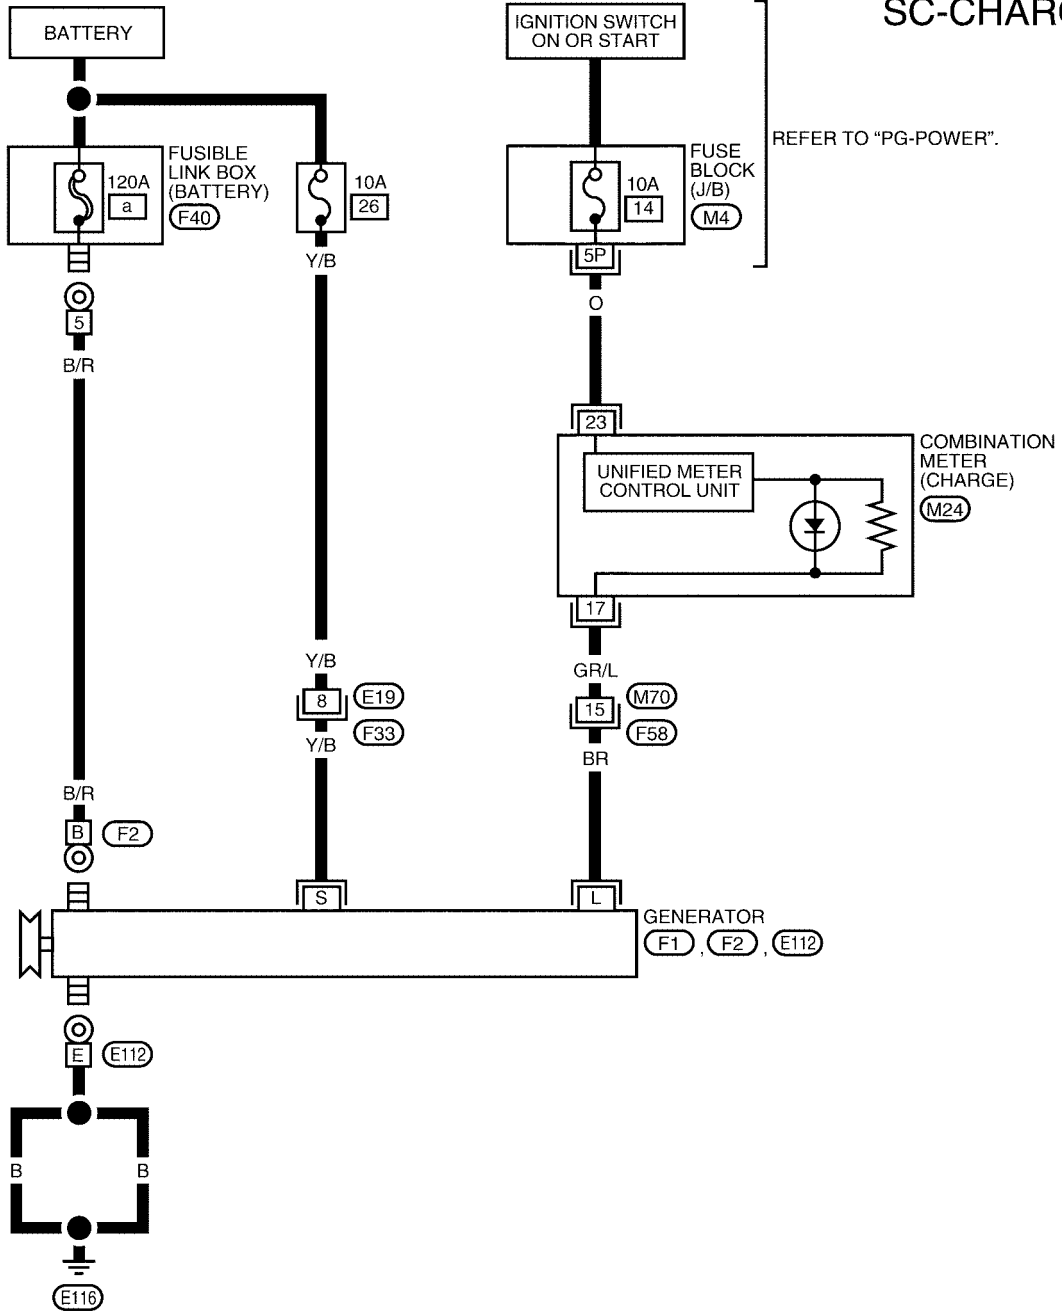 SC-CHAR
BATTERY
IGNITION SWITCH
ON OR START
REFER TO “PG-POWER”.
FUSIBLE
LINK BOX
(BATTERY)
F40
120A
a
10A
26
10A
14
FUSE
BLOCK
(J/B)
M4
5P
Y/B
O
5
B/R
23
UNIFIED METER
CONTROL UNIT
COMBINATION
METER
(CHARGE)
M24
17
Y/B
GR/L
8
E19
F33
15
M70
F58
Y/B
BR
B/R
B
F2
S
L
GENERATOR
F1 , F2 , E112
E
E112
B
B
E116